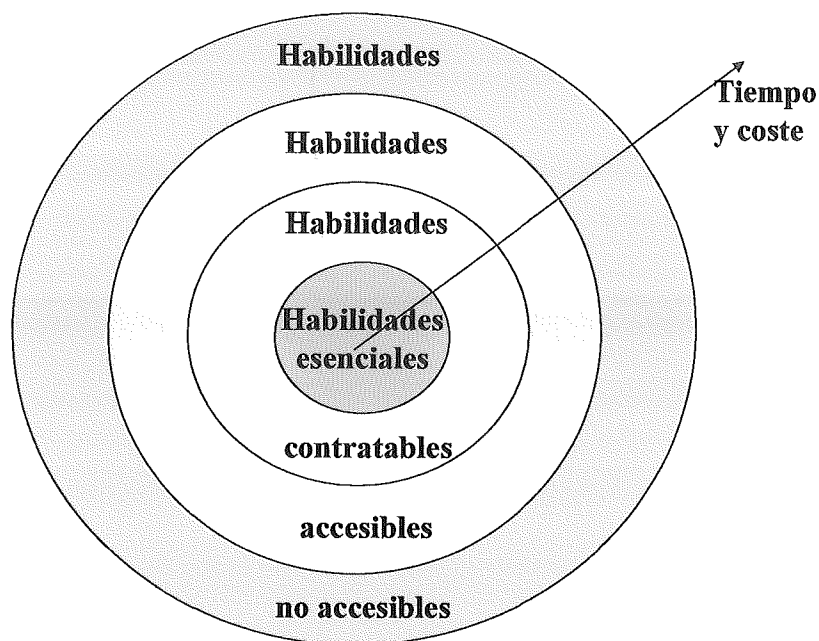 Habilidades
Tiempo
y coste
Habilidades
Habilidades
Habilidades
esenciales
contratables
accesibles
no accesibles